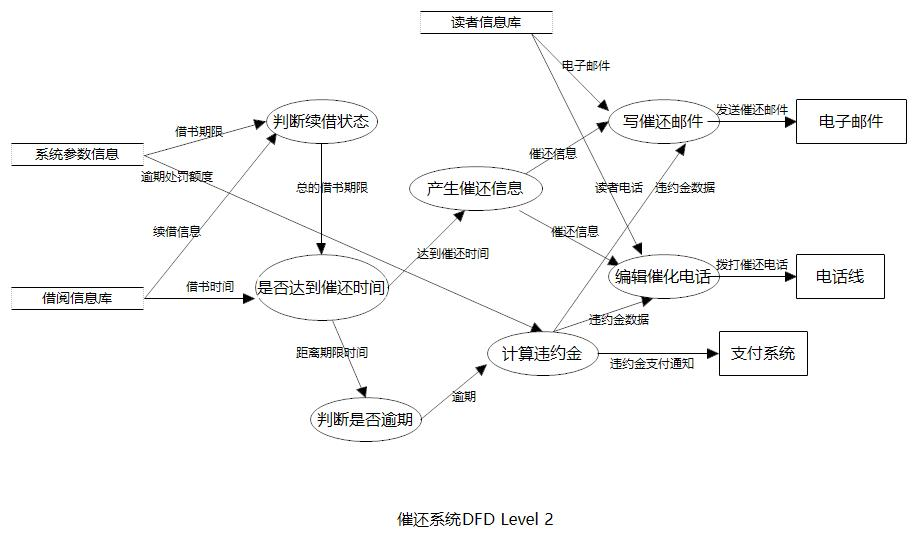 读者信息库
电子邮件
判断续借状态
写催还邮件
发送催还邮件
电子邮件
借书期限
系统参数信息
催还信息
逾期处罚额度
总的借书期限
产生催还信息
读者电话
违约金数据
续借信息
催还信息
达到催还时间
拨打催还电话
编辑催化电话
电话线
借书时间
是否达到催还时间
借阅信息库
违约金数据
距离期限时间
计算违约金
支付系统
违约金支付通知
逾期
判断是否逾期
催还系统DFD Level 2